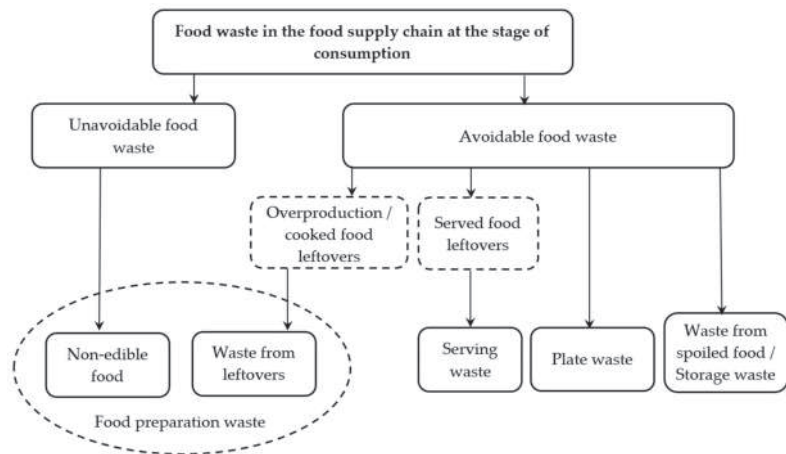 Food waste in the food supply chain at the stage of
consumption
Unavoidable food
waste
Avoidable food waste
Overproduction /
cooked food
leftovers
Served food
leftovers
Non-edible
food
Waste from
leftovers
Serving
waste
Plate waste
Waste from
spoiled food /
Storage waste
Food preparation waste